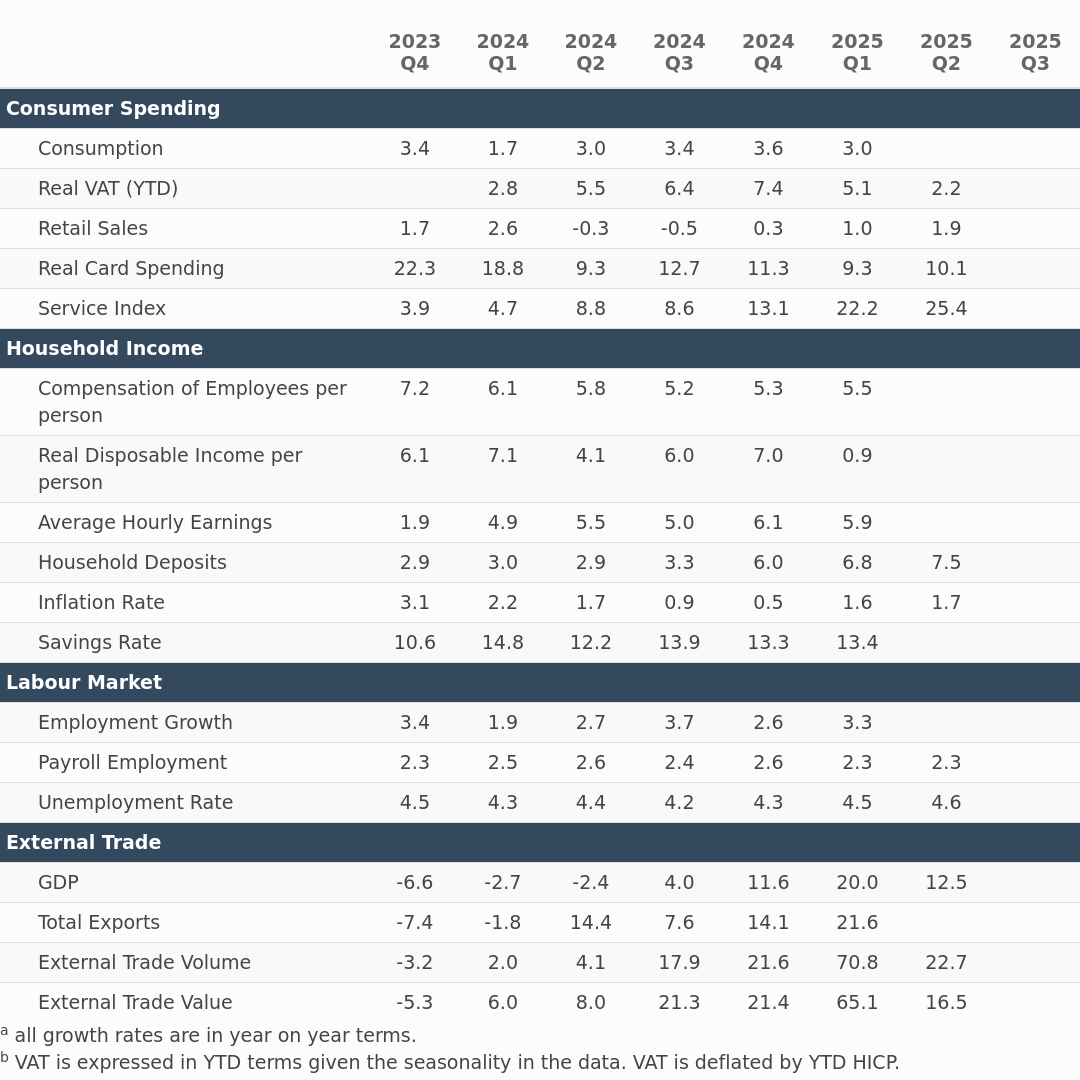 2023 2024 2024 2024 2024 2025 2025 2025
Q4 Q1 Q2 Q3 Q4 Q1 Q2 Q3
Consumer Spending
Consumption 3.4 1.7 3.0 3.4 3.6 3.0
Real VAT (YTD) 2.8 5.5 6.4 7.4 5.1 2.2
Retail Sales 1.7 2.6 -0.3 -0.5 0.3 1.0 1.9
Real Card Spending 22.3 18.8 9.3 12.7 11.3 9.3 10.1
Service Index 3.9 4.7 8.8 8.6 13.1 22.2 25.4
Household Income
Compensation of Employees per 7.2 6.1 5.8 5.2 5.3 5.5
person
Real Disposable Income per 6.1 7.1 4.1 6.0 7.0 0.9
person
Average Hourly Earnings 1.9 4.9 5.5 5.0 6.1 5.9
Household Deposits 2.9 3.0 2.9 3.3 6.0 6.8 7.5
Inflation Rate 3.1 2.2 1.7 0.9 0.5 1.6 1.7
Savings Rate 10.6 14.8 12.2 13.9 13.3 13.4
Labour Market
Employment Growth 3.4 1.9 2.7 3.7 2.6 3.3
Payroll Employment 2.3 2.5 2.6 2.4 2.6 2.3 2.3
Unemployment Rate 4.5 4.3 4.4 4.2 4.3 4.5 4.6
External Trade
GDP -6.6 -2.7 -2.4 4.0 11.6 20.0 12.5
Total Exports -7.4 -1.8 14.4 7.6 14.1 21.6
External Trade Volume -3.2 2.0 4.1 17.9 21.6 70.8 22.7
External Trade Value -5.3 6.0 8.0 21.3 21.4 65.1 16.5
a all growth rates are in year on year terms.
b VAT is expressed in YTD terms given the seasonality in the data. VAT is deflated by YTD HICP.